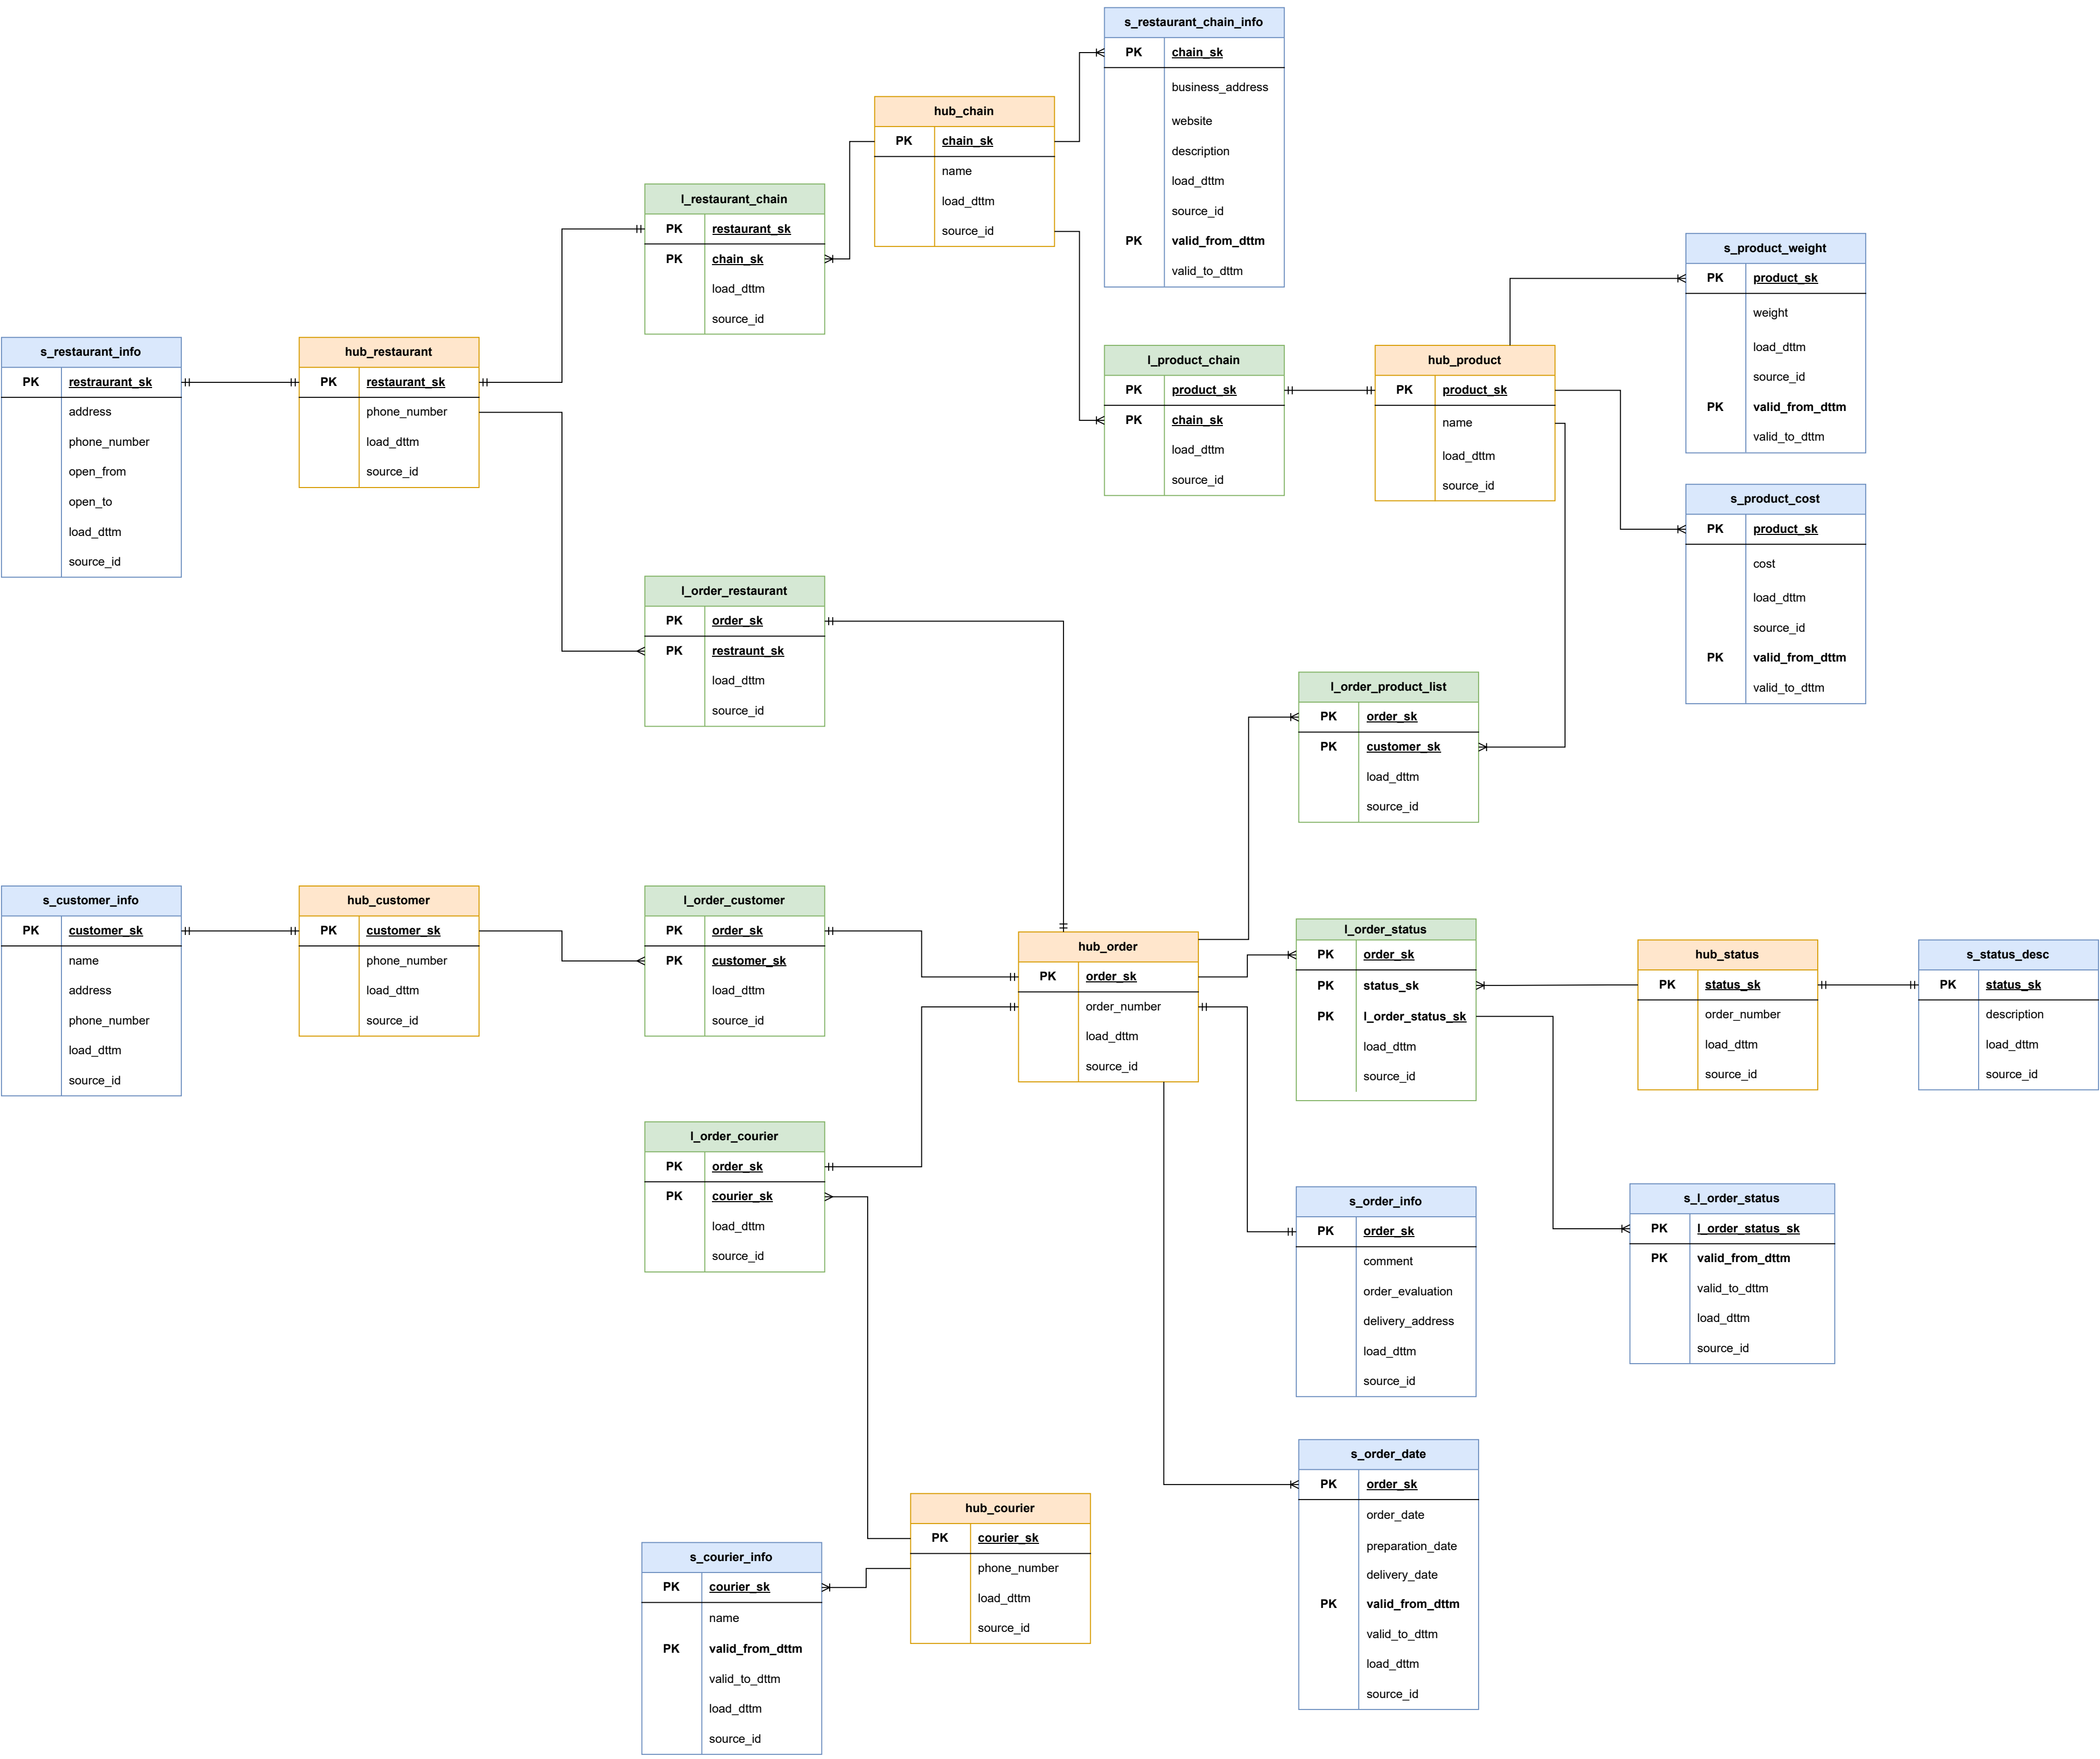 s_restaurant_chain_info
PK chain_sk
business_address
website
description
load_dttm
source_id
PK valid_from_dttm
valid_to_dttm
hub_chain
PK chain_sk
name
load_dttm
source_id
l_restaurant_chain
PK restaurant_sk
PK chain_sk
load_dttm
source_id
s_product_weight
PK product_sk
weight
load_dttm
source_id
PK valid_from_dttm
valid_to_dttm
s_restaurant_info
PK restraurant_sk
address
phone_number
open_from
open_to
load_dttm
source_id
hub_restaurant
PK restaurant_sk
phone_number
load_dttm
source_id
l_product_chain
PK product_sk
PK chain_sk
load_dttm
source_id
hub_product
PK product_sk
name
load_dttm
source_id
s_product_cost
PK product_sk
cost
load_dttm
source_id
PK valid_from_dttm
valid_to_dttm
l_order_restaurant
PK order_sk
PK restraunt_sk
load_dttm
source_id
l_order_product_list
PK order_sk
PK customer_sk
load_dttm
source_id
s_customer_info
PK customer_sk
name
address
phone_number
load_dttm
source_id
hub_customer
PK customer_sk
phone_number
load_dttm
source_id
l_order_customer
PK order_sk
PK customer_sk
load_dttm
source_id
hub_order
PK order_sk
order_number
load_dttm
source_id
l_order_status
PK order_sk
PK status_sk
PK l_order_status_sk
load_dttm
source_id
hub_status
PK status_sk
order_number
load_dttm
source_id
s_status_desc
PK status_sk
description
load_dttm
source_id
l_order_courier
PK order_sk
PK courier_sk
load_dttm
source_id
s_order_info
PK order_sk
comment
order_evaluation
delivery_address
load_dttm
source_id
s_l_order_status
PK l_order_status_sk
PK valid_from_dttm
valid_to_dttm
load_dttm
source_id
s_order_date
PK order_sk
order_date
preparation_date
delivery_date
PK valid_from_dttm
valid_to_dttm
load_dttm
source_id
hub_courier
PK courier_sk
phone_number
load_dttm
source_id
s_courier_info
PK courier_sk
name
PK valid_from_dttm
valid_to_dttm
load_dttm
source_id